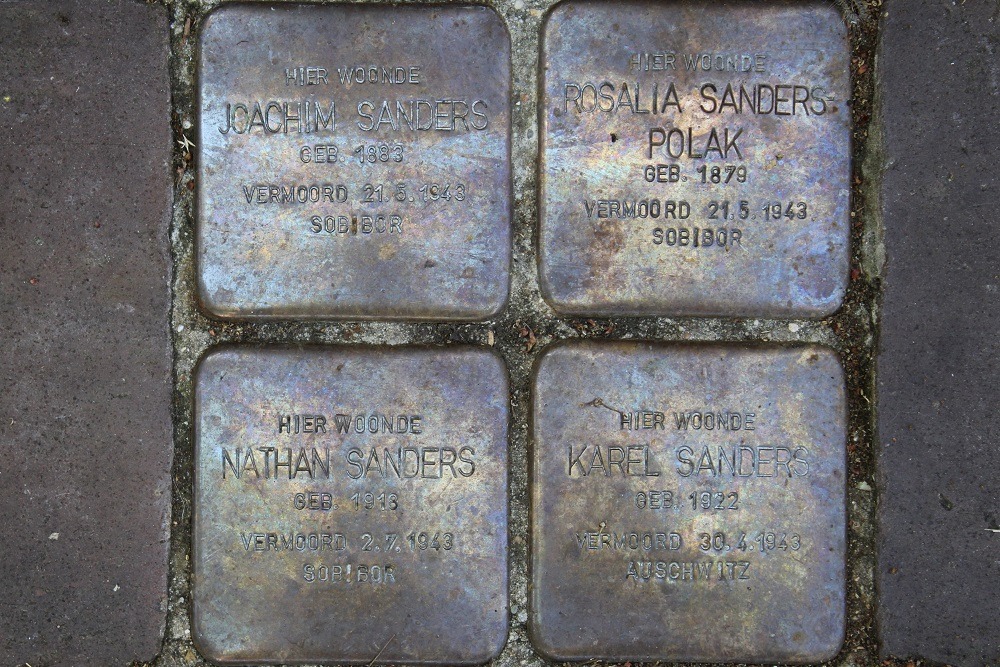 HIER WOONDE
JOACHIM SANDERS
GEB. 1883
VERMOORD 21.5.1943
SOBIBOR
HIER WOONDE
ROSALIA SANDERS-
POLAK
GEB. 1879
VERMOORD 21.5.1943
SOBIBOR
HIER WOONDE
NATHAN SANDERS
GEB. 1913
VERMOORD 2.7.1943
SOBIBOR
HIER WOONDE
KAREL SANDERS
GEB. 1922
VERMOORD 30.4.1943
AUSCHWITZ